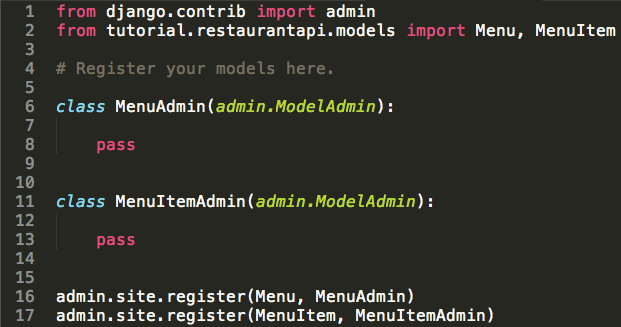 1 from django.contrib import admin
2 from tutorial.restaurantapi.models import Menu, MenuItem
3
4 # Register your models here.
5
6 class MenuAdmin(admin.ModelAdmin):
7
8     pass
9
10
11 class MenuItemAdmin(admin.ModelAdmin):
12
13     pass
14
15
16 admin.site.register(Menu, MenuAdmin)
17 admin.site.register(MenuItem, MenuItemAdmin)